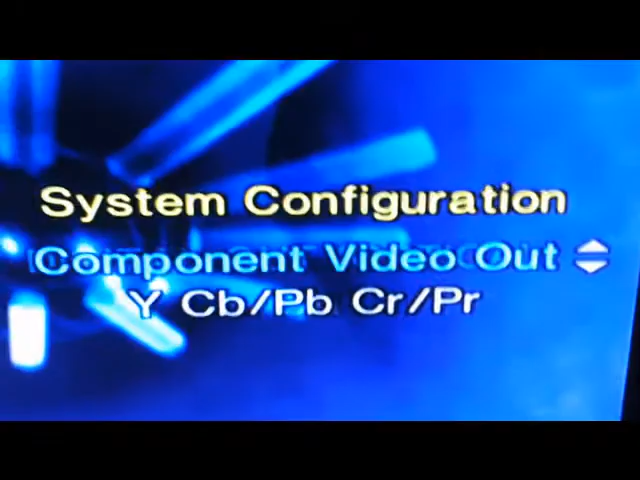 System Configuration
Component Video Out
Y Cb/Pb Cr/Pr